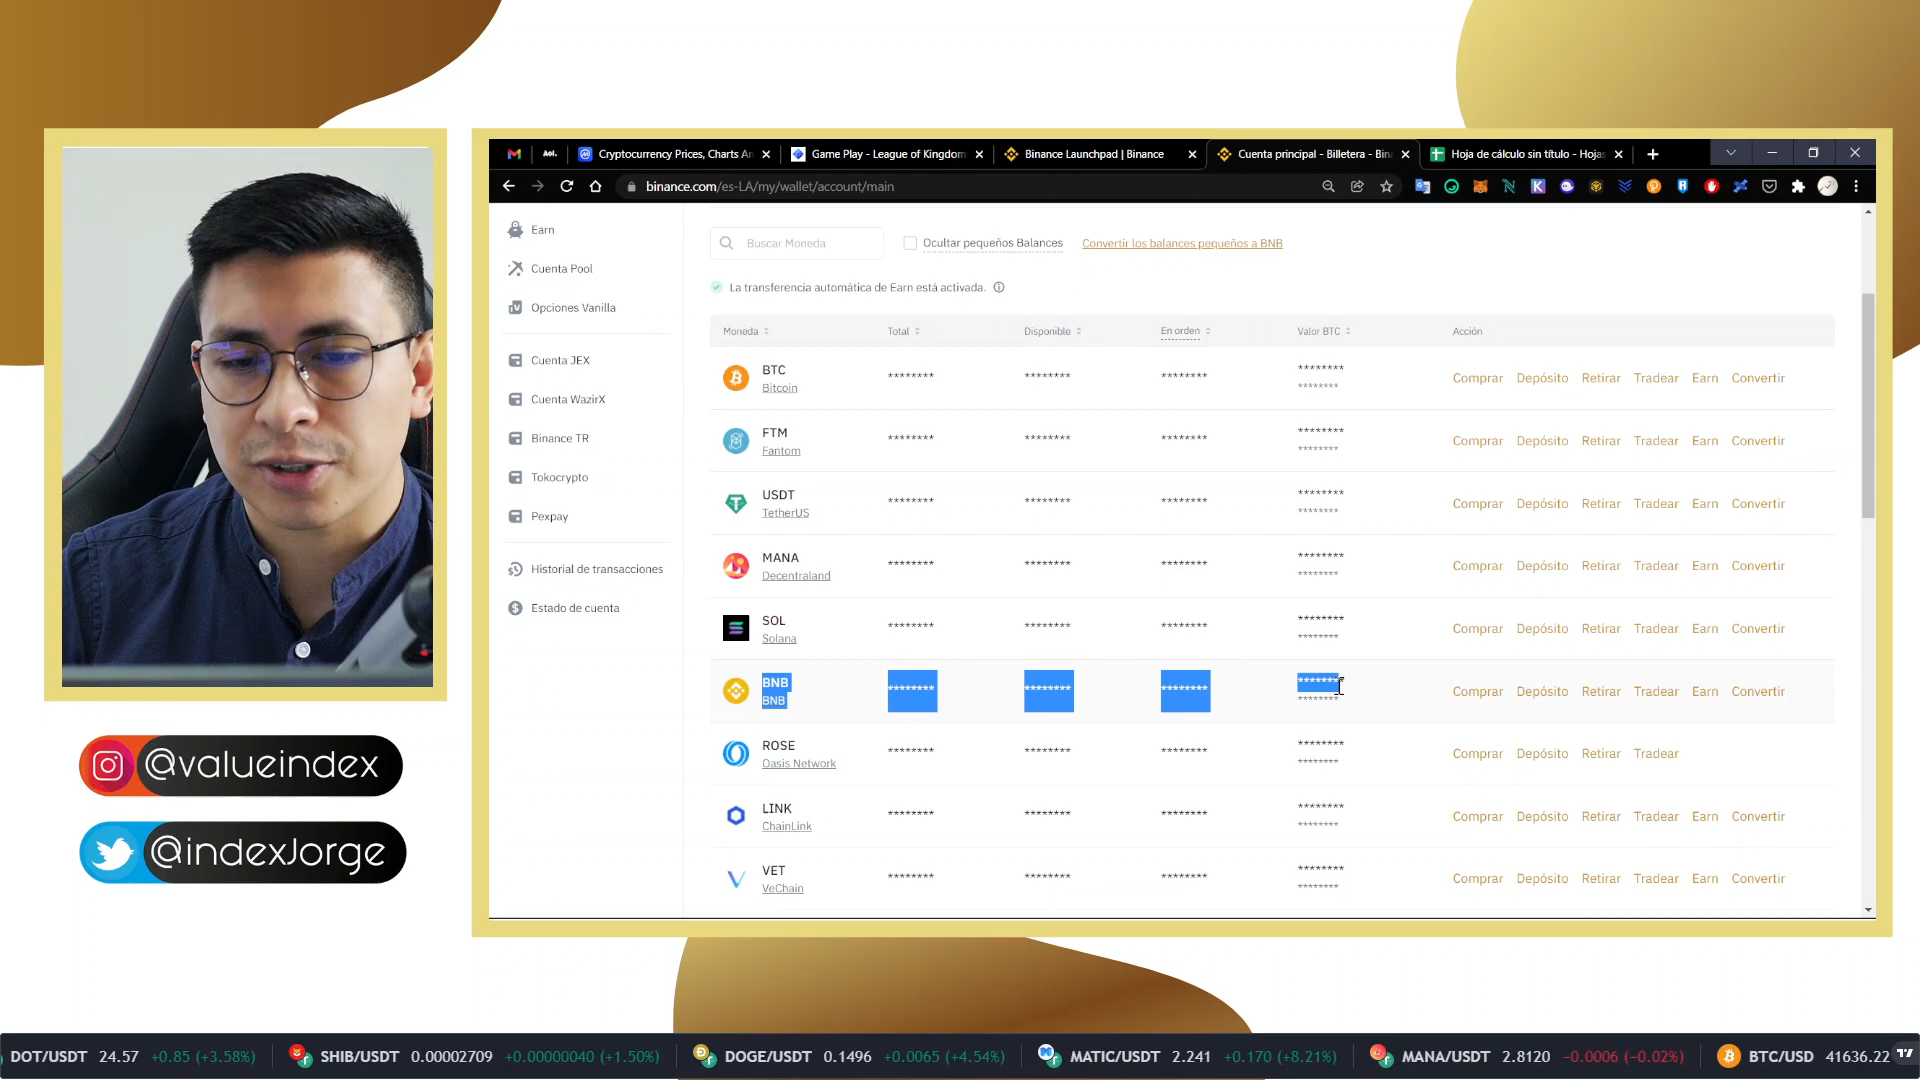 Aol.
Cryptocurrency Prices, Charts An
Game Play - League of Kingdom
Binance Launchpad | Binance
Cuenta principal - Billetera - Bin
Hoja de cálculo sin título - Hojas
binance.com/es-LA/my/wallet/account/main
Earn
Cuenta Pool
Opciones Vanilla
Cuenta JEX
Cuenta WazirX
Binance TR
Tokocrypto
Pexpay
Historial de transacciones
Estado de cuenta
Buscar Moneda
Ocultar pequeños Balances
Convertir los balances pequeños a BNB
La transferencia automática de Earn está activada.
Moneda Total Disponible En orden Valor BTC Acción
BTC
Bitcoin
******** ******** ******** ********
********
Comprar Depósito Retirar Tradear Earn Convertir
FTM
Fantom
******** ******** ******** ********
********
Comprar Depósito Retirar Tradear Earn Convertir
USDT
TetherUS
******** ******** ******** ********
********
Comprar Depósito Retirar Tradear Earn Convertir
MANA
Decentraland
******** ******** ******** ********
********
Comprar Depósito Retirar Tradear Earn Convertir
SOL
Solana
******** ******** ******** ********
********
Comprar Depósito Retirar Tradear Earn Convertir
BNB
BNB
******** ******** ******** ********
********
Comprar Depósito Retirar Tradear Earn Convertir
ROSE
Oasis Network
******** ******** ******** ********
********
Comprar Depósito Retirar Tradear
LINK
ChainLink
******** ******** ******** ********
********
Comprar Depósito Retirar Tradear Earn Convertir
VET
VeChain
******** ******** ******** ********
********
Comprar Depósito Retirar Tradear Earn Convertir
@valueindex
@indexJorge
DOT/USDT 24.57 +0.85 (+3.58%)
SHIB/USDT 0.00002709 +0.00000040 (+1.50%)
DOGE/USDT 0.1496 +0.0065 (+4.54%)
MATIC/USDT 2.241 +0.170 (+8.21%)
MANA/USDT 2.8120 −0.0006 (−0.02%)
BTC/USD 41636.22